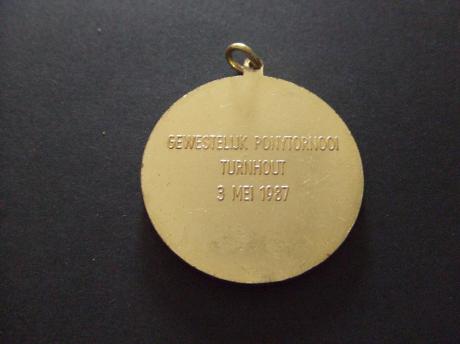 GEWESTELIJK PONYTORNOOI
TURNHOUT
3 MEI 1987